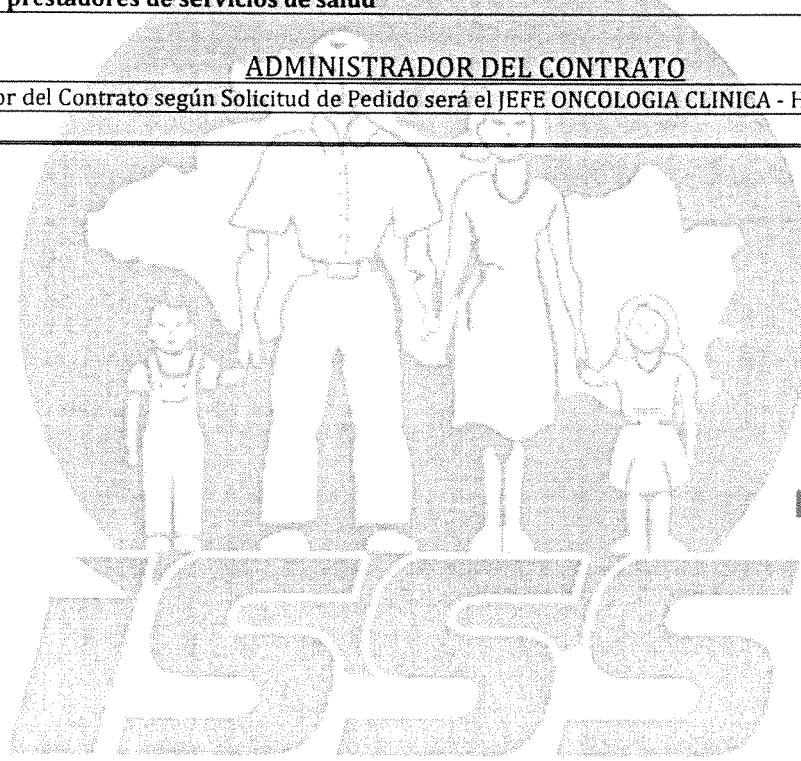 prestadores de servicios de salud
ADMINISTRADOR DEL CONTRATO
or del Contrato según Solicitud de Pedido será el JEFE ONCOLOGIA CLINICA - H
ISSS